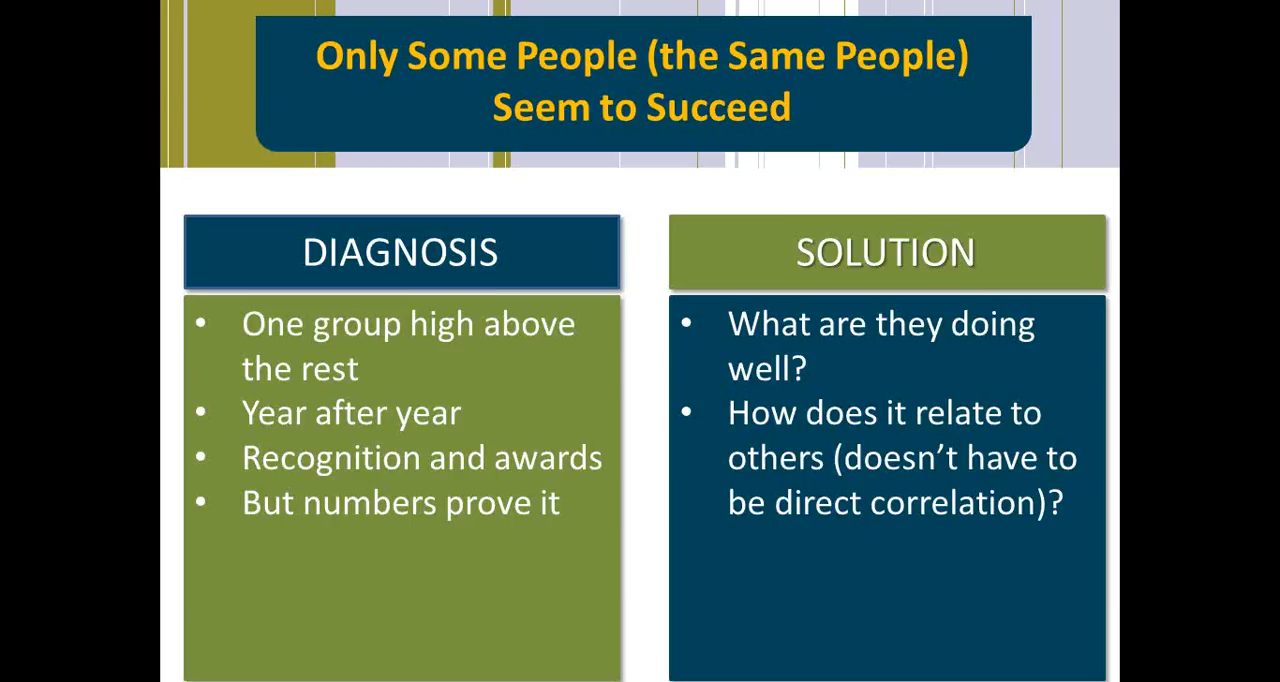 Only Some People (the Same People)
Seem to Succeed
DIAGNOSIS
• One group high above
the rest
• Year after year
• Recognition and awards
• But numbers prove it
SOLUTION
• What are they doing
well?
• How does it relate to
others (doesn’t have to
be direct correlation)?